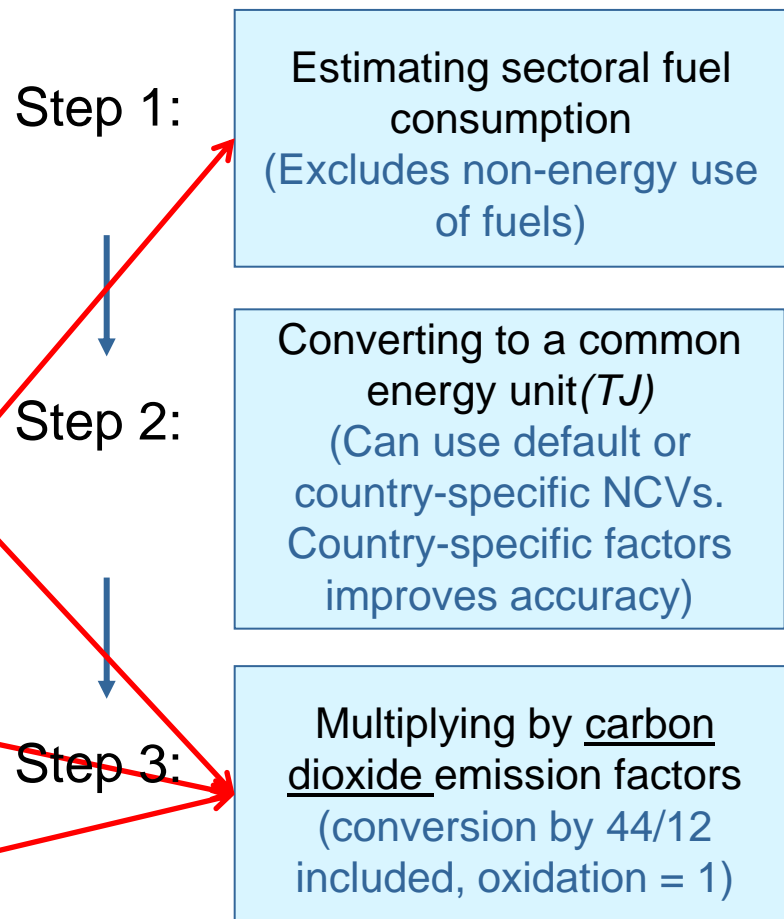 Step 1:
Estimating sectoral fuel
consumption
(Excludes non-energy use
of fuels)
Step 2:
Converting to a common
energy unit(TJ)
(Can use default or
country-specific NCVs.
Country-specific factors
improves accuracy)
Step 3:
Multiplying by carbon
dioxide emission factors
(conversion by 44/12
included, oxidation = 1)